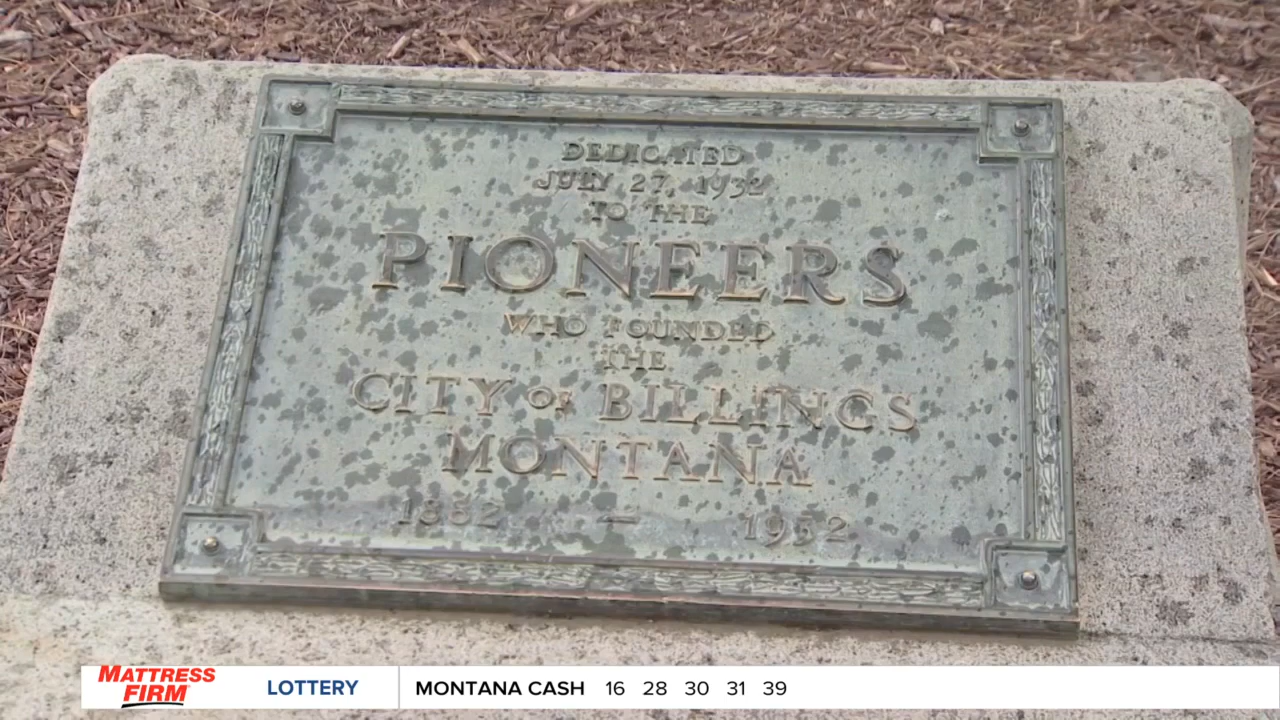 DEDICATED
JULY 27, 1932
TO THE
PIONEERS
WHO FOUNDED
THE
CITY OF BILLINGS
MONTANA
1882 — 1932
MATTRESS
FIRM
LOTTERY
MONTANA CASH 16 28 30 31 39